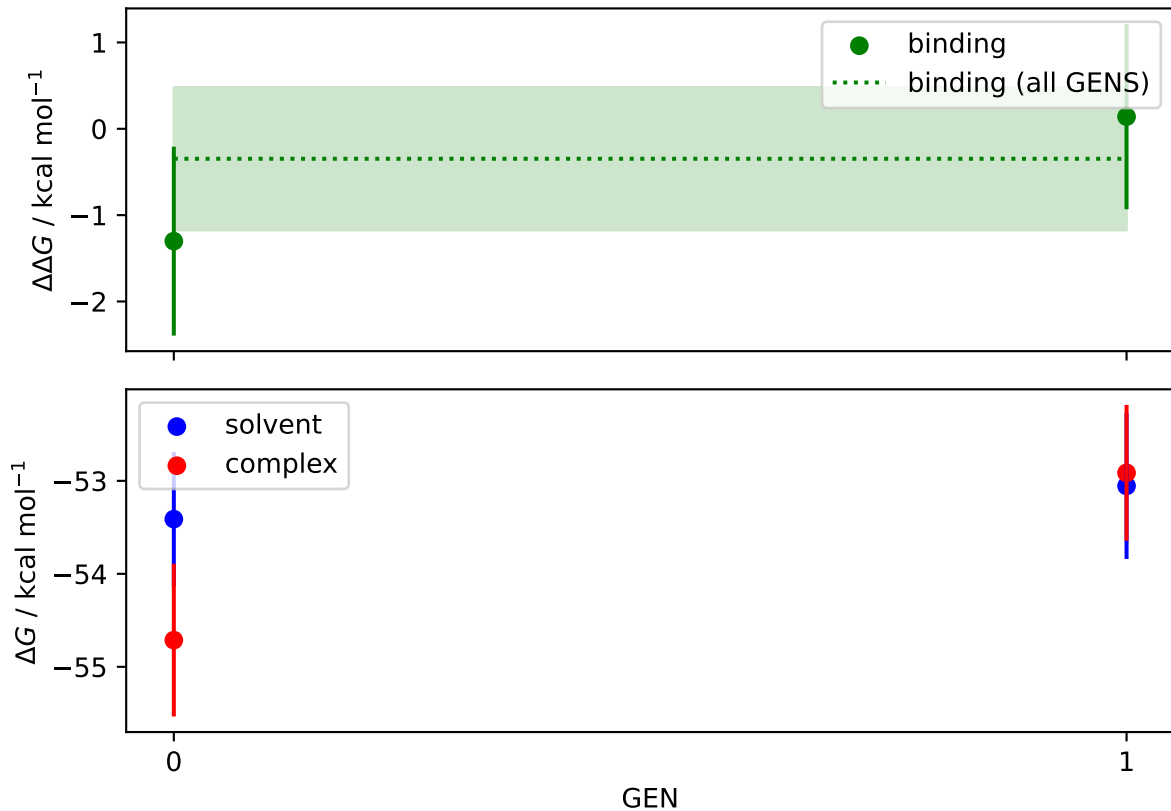 binding
binding (all GENS)
ΔΔG / kcal mol⁻¹
1
0
−1
−2
solvent
complex
ΔG / kcal mol⁻¹
−53
−54
−55
0
1
GEN